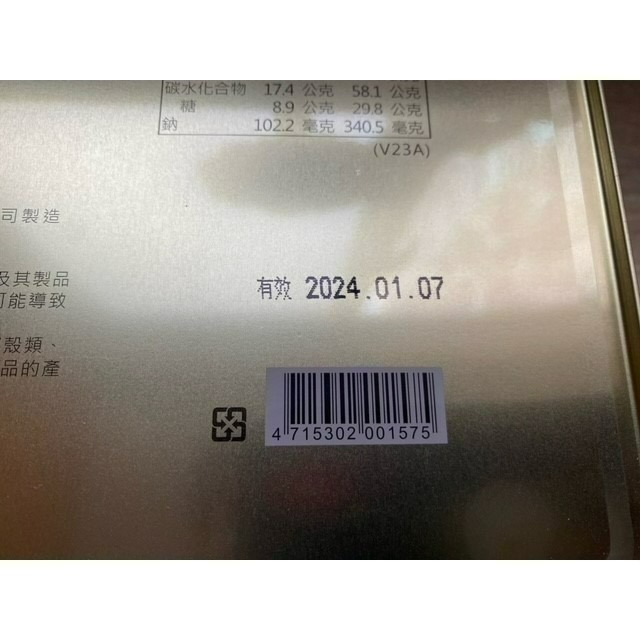 碳水化合物 17.4 公克 58.1 公克
糖 8.9 公克 29.8 公克
鈉 102.2 毫克 340.5 毫克
(V23A)
司製造
及其製品
可能導致
殼類、
品的產
有效 2024.01.07
4 715302 001575